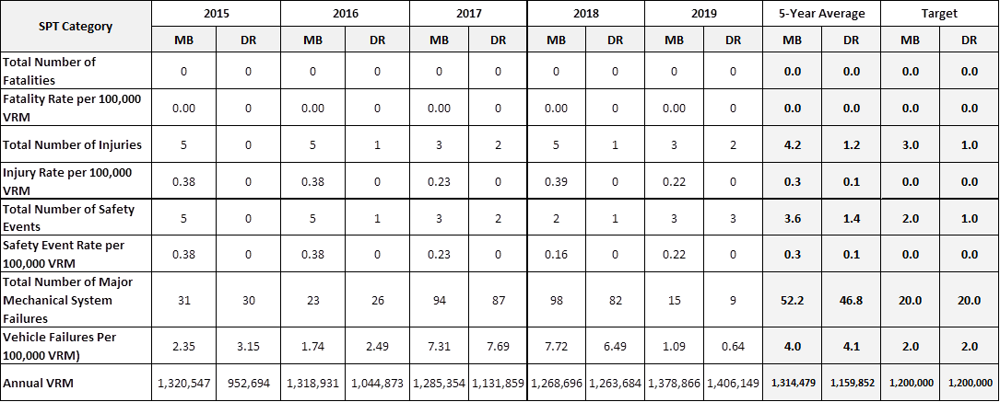 SPT Category 2015 2016 2017 2018 2019 5-Year Average Target
MB DR MB DR MB DR MB DR MB DR MB DR MB DR
Total Number of
Fatalities 0 0 0 0 0 0 0 0 0 0 0.0 0.0 0.0 0.0
Fatality Rate per 100,000
VRM 0.00 0 0.00 0 0.00 0 0.00 0 0.00 0 0.0 0.0 0.0 0.0
Total Number of Injuries 5 0 5 1 3 2 5 1 3 2 4.2 1.2 3.0 1.0
Injury Rate per 100,000
VRM 0.38 0 0.38 0 0.23 0 0.39 0 0.22 0 0.3 0.1 0.0 0.0
Total Number of Safety
Events 5 0 5 1 3 2 2 1 3 3 3.6 1.4 2.0 1.0
Safety Event Rate per
100,000 VRM 0.38 0 0.38 0 0.23 0 0.16 0 0.22 0 0.3 0.1 0.0 0.0
Total Number of Major
Mechanical System 31 30 23 26 94 87 98 82 15 9 52.2 46.8 20.0 20.0
Failures
Vehicle Failures Per
100,000 VRM) 2.35 3.15 1.74 2.49 7.31 7.69 7.72 6.49 1.09 0.64 4.0 4.1 2.0 2.0
Annual VRM 1,320,547 952,694 1,318,931 1,044,873 1,285,354 1,131,859 1,268,696 1,263,684 1,378,866 1,406,149 1,314,479 1,159,852 1,200,000 1,200,000